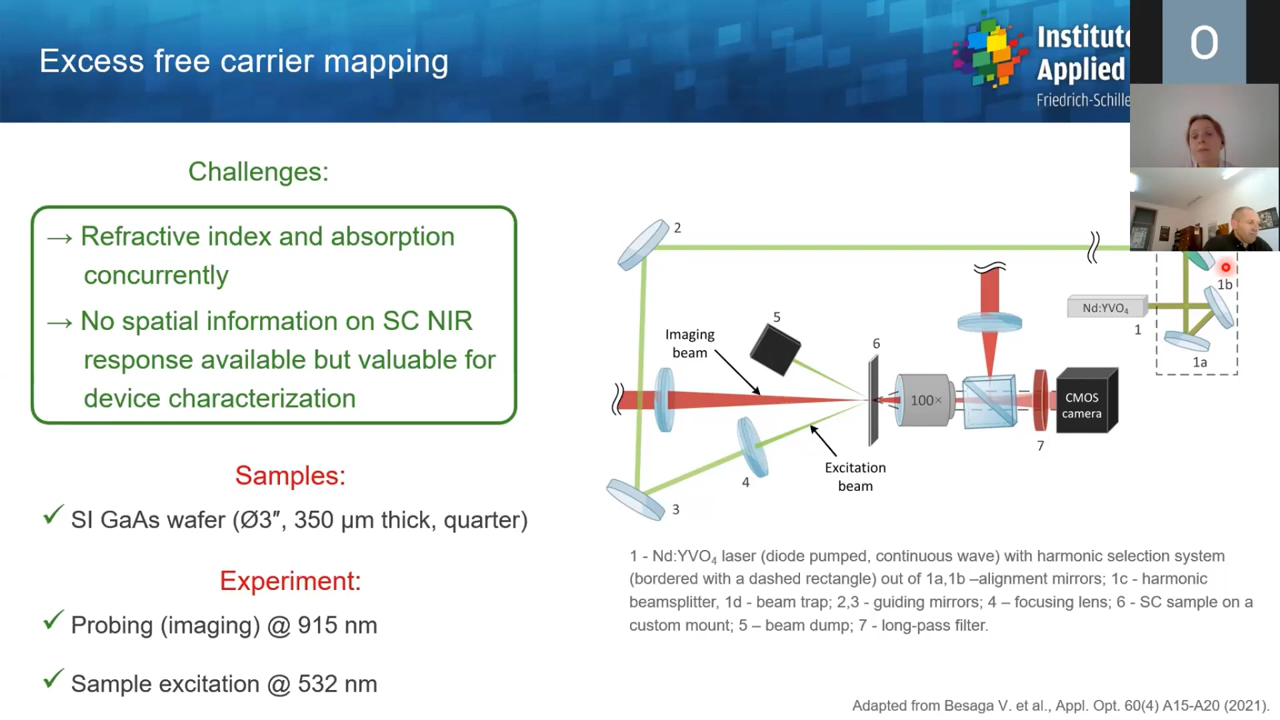 Excess free carrier mapping
Institute
Applied
Friedrich-Schille
O
Challenges:
→ Refractive index and absorption
concurrently
→ No spatial information on SC NIR
response available but valuable for
device characterization
Samples:
✓ SI GaAs wafer (Ø3″, 350 µm thick, quarter)
Experiment:
✓ Probing (imaging) @ 915 nm
✓ Sample excitation @ 532 nm
2
1b
Nd:YVO₄
1
1a
5
Imaging
beam
6
100×
CMOS
camera
7
Excitation
beam
4
3
1 - Nd:YVO₄ laser (diode pumped, continuous wave) with harmonic selection system
(bordered with a dashed rectangle) out of 1a,1b –alignment mirrors; 1c - harmonic
beamsplitter, 1d - beam trap; 2,3 - guiding mirrors; 4 – focusing lens; 6 - SC sample on a
custom mount; 5 – beam dump; 7 - long-pass filter.
Adapted from Besaga V. et al., Appl. Opt. 60(4) A15-A20 (2021).